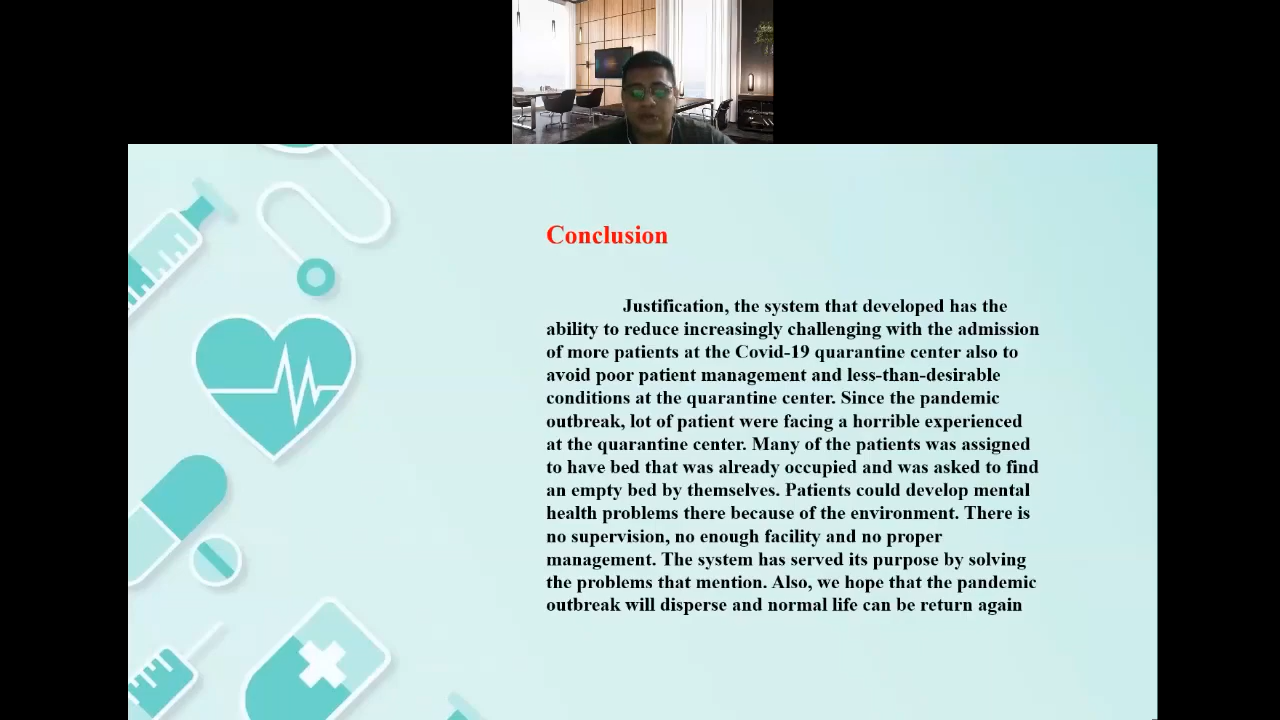 Conclusion
Justification, the system that developed has the
ability to reduce increasingly challenging with the admission
of more patients at the Covid-19 quarantine center also to
avoid poor patient management and less-than-desirable
conditions at the quarantine center. Since the pandemic
outbreak, lot of patient were facing a horrible experienced
at the quarantine center. Many of the patients was assigned
to have bed that was already occupied and was asked to find
an empty bed by themselves. Patients could develop mental
health problems there because of the environment. There is
no supervision, no enough facility and no proper
management. The system has served its purpose by solving
the problems that mention. Also, we hope that the pandemic
outbreak will disperse and normal life can be return again